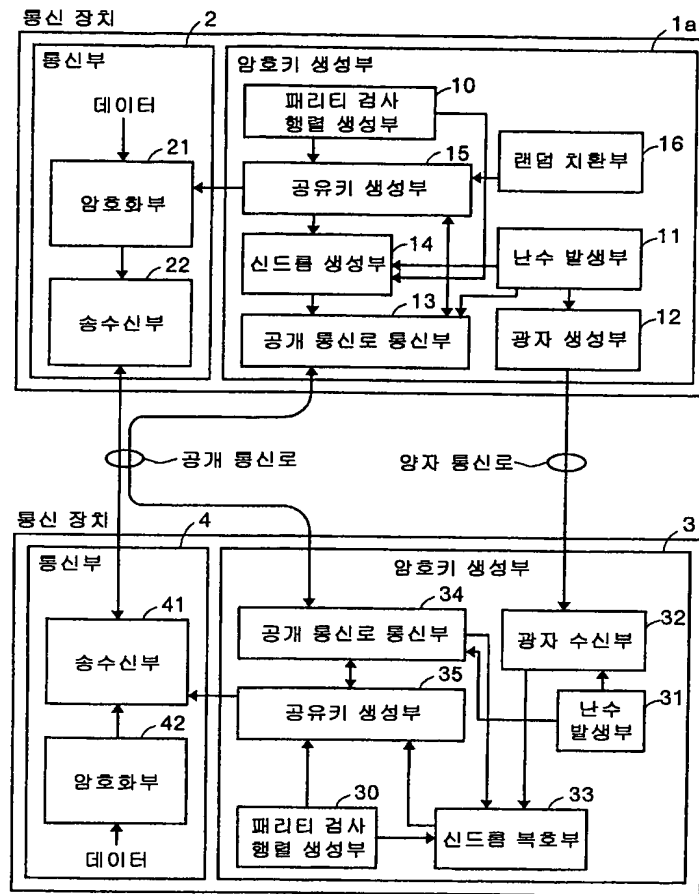 통신 장치
2
1a
통신부
암호키 생성부
데이터
10
패리티 검사
행렬 생성부
21
15
16
랜덤 치환부
암호화부
공유키 생성부
14
11
22
신드롬 생성부
난수 발생부
13
12
송수신부
공개 통신로 통신부
광자 생성부
공개 통신로
양자 통신로
통신 장치
4
3
통신부
암호키 생성부
41
34
32
송수신부
공개 통신로 통신부
광자 수신부
35
31
42
공유키 생성부
난수
발생부
암호화부
30
33
패리티 검사
행렬 생성부
신드롬 복호부
데이터